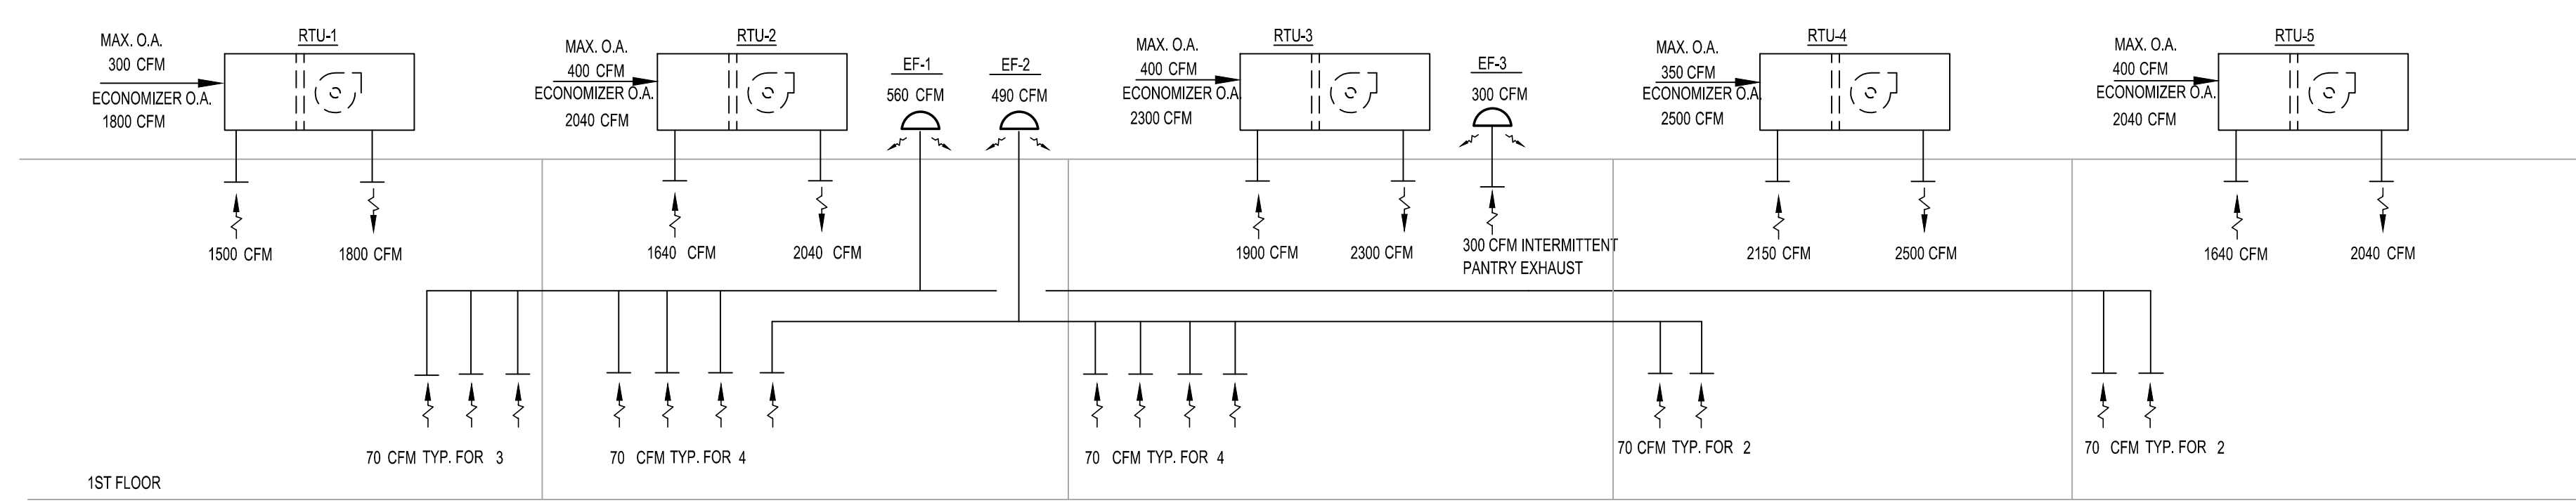 RTU-1
MAX. O.A.
300 CFM
ECONOMIZER O.A.
1800 CFM
1500 CFM
1800 CFM
RTU-2
MAX. O.A.
400 CFM
ECONOMIZER O.A.
2040 CFM
1640 CFM
2040 CFM
EF-1
560 CFM
EF-2
490 CFM
RTU-3
MAX. O.A.
400 CFM
ECONOMIZER O.A.
2300 CFM
1900 CFM
2300 CFM
EF-3
300 CFM
300 CFM INTERMITTENT
PANTRY EXHAUST
RTU-4
MAX. O.A.
350 CFM
ECONOMIZER O.A.
2500 CFM
2150 CFM
2500 CFM
RTU-5
MAX. O.A.
400 CFM
ECONOMIZER O.A.
2040 CFM
1640 CFM
2040 CFM
70 CFM TYP. FOR 3
70 CFM TYP. FOR 4
70 CFM TYP. FOR 4
70 CFM TYP. FOR 2
70 CFM TYP. FOR 2
1ST FLOOR